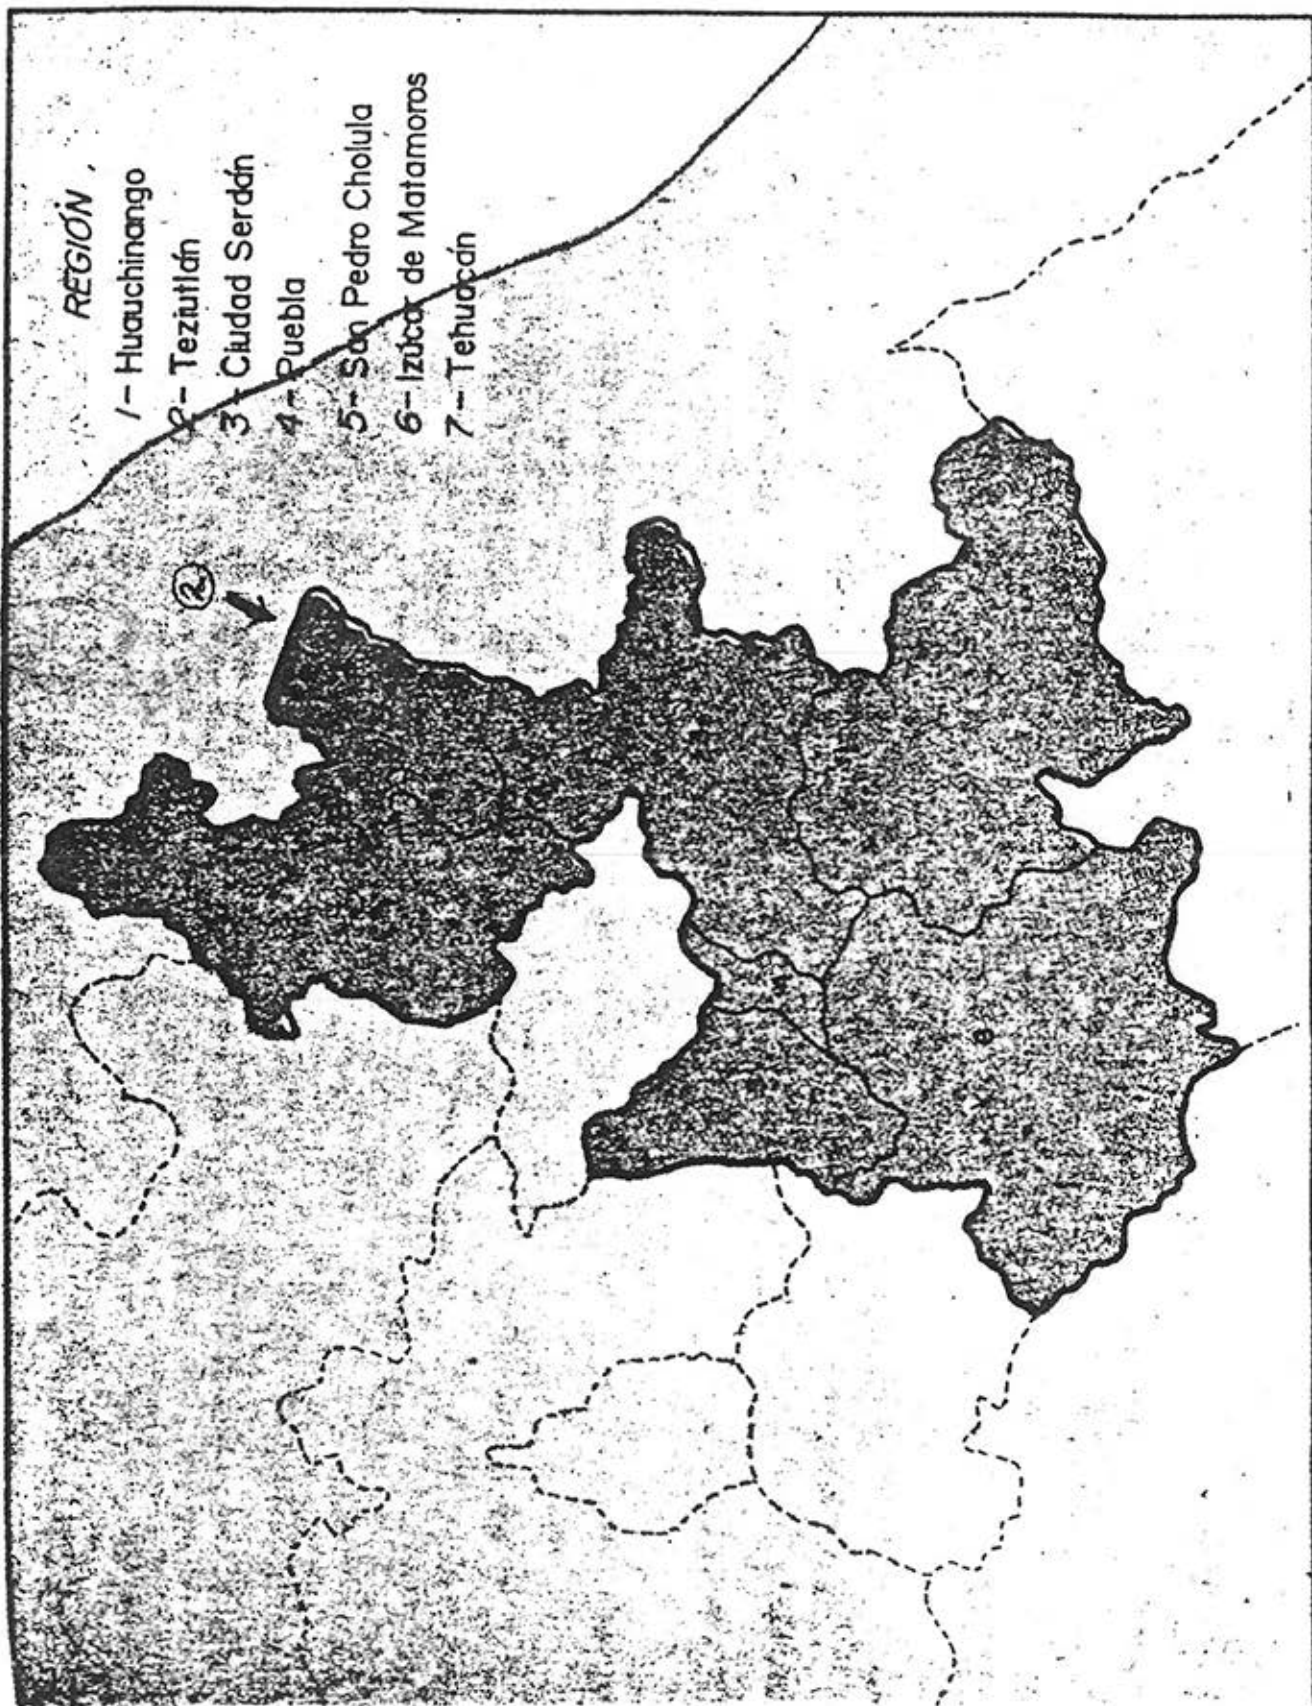 REGIÓN
1- Huauchinango
2- Teziutlán
3- Ciudad Serdán
4- Puebla
5- San Pedro Cholula
6- Izúcar de Matamoros
7- Tehuacán
2